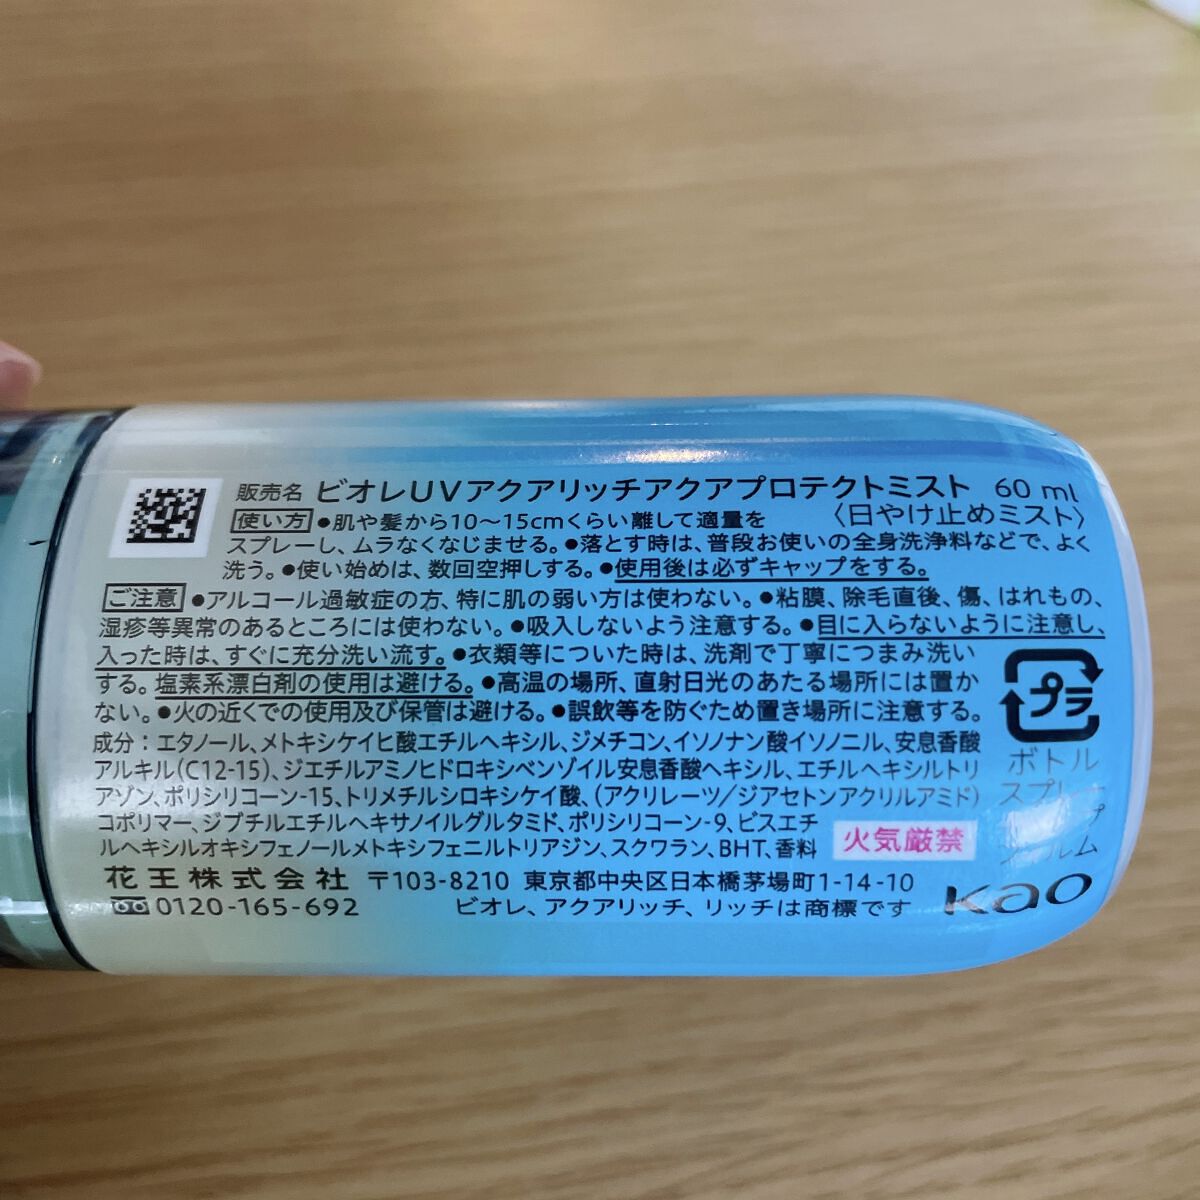 販売名 ビオレUVアクアリッチアクアプロテクトミスト 60 ml
使い方 ●肌や髪から10〜15cmくらい離して適量を 〈日やけ止めミスト〉
スプレーし、ムラなくなじませる。●落とす時は、普段お使いの全身洗浄料などで、よく
洗う。●使い始めは、数回空押しする。●使用後は必ずキャップをする。
ご注意 ●アルコール過敏症の方、特に肌の弱い方は使わない。●粘膜、除毛直後、傷、はれもの、
湿疹等異常のあるところには使わない。●吸入しないよう注意する。●目に入らないように注意し、
入った時は、すぐに充分洗い流す。●衣類等についた時は、洗剤で丁寧につまみ洗い
する。塩素系漂白剤の使用は避ける。●高温の場所、直射日光のあたる場所には置か
ない。●火の近くでの使用及び保管は避ける。●誤飲等を防ぐため置き場所に注意する。
プラ
ボトル
スプレー
成分：エタノール、メトキシケイヒ酸エチルヘキシル、ジメチコン、イソノナン酸イソノニル、安息香酸
アルキル(C12-15)、ジエチルアミノヒドロキシベンゾイル安息香酸ヘキシル、エチルヘキシルトリ
アゾン、ポリシリコーン-15、トリメチルシロキシケイ酸、(アクリレーツ/ジアセトンアクリルアミド)
コポリマー、ジブチルエチルヘキサノイルグルタミド、ポリシリコーン-9、ビスエチ
ルヘキシルオキシフェノールメトキシフェニルトリアジン、スクワラン、BHT、香料
火気厳禁
花王株式会社 〒103-8210 東京都中央区日本橋茅場町1-14-10
0120-165-692 ビオレ、アクアリッチ、リッチは商標です
Kao